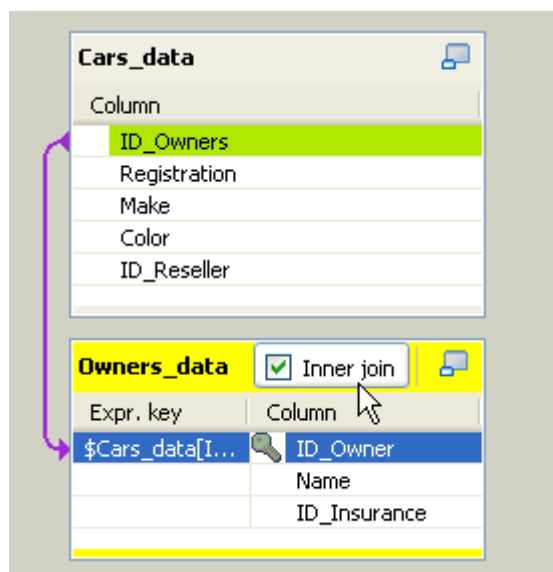 Cars_data
Column
ID_Owners
Registration
Make
Color
ID_Reseller
Owners_data Inner join
Expr. key Column
$Cars_data[I... ID_Owner
Name
ID_Insurance